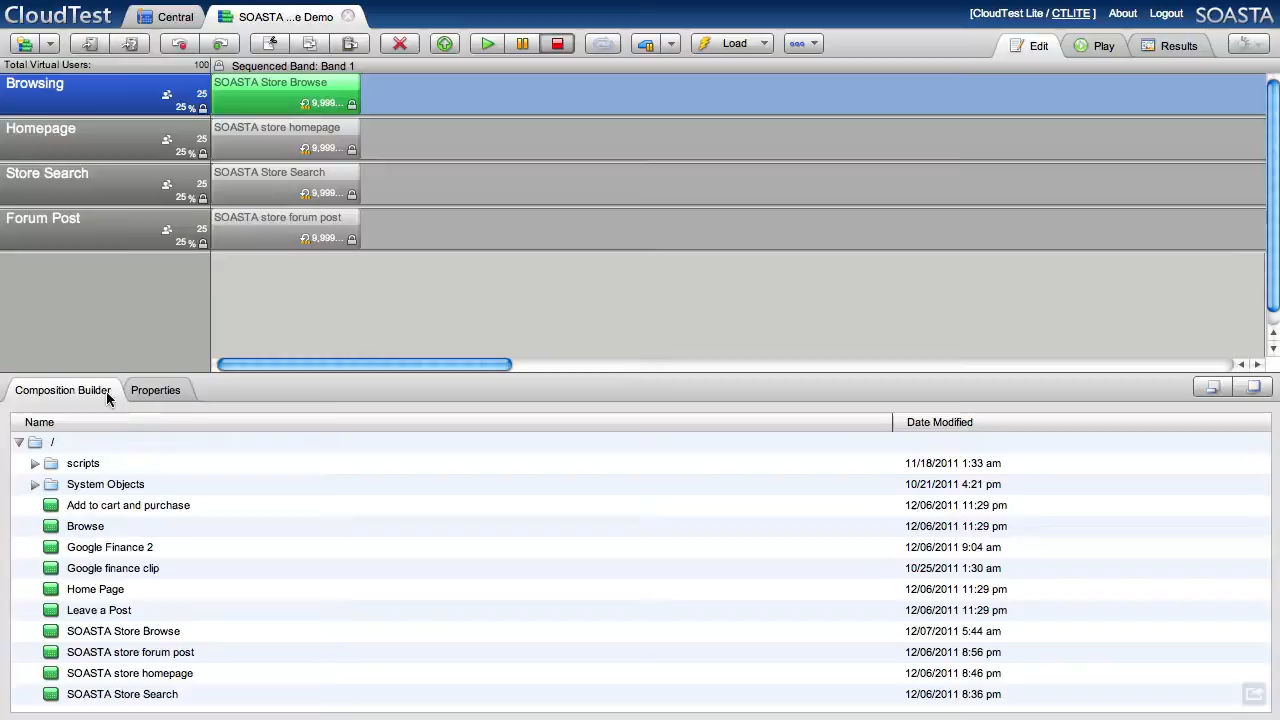 CloudTest Central SOASTA ...e Demo [CloudTest Lite/ CTLITE ] About Logout SOASTA
Load Edit Play Results
Total Virtual Users: 100 Sequenced Band: Band 1
Browsing 25 25 % SOASTA Store Browse 9,999...
Homepage 25 25 % SOASTA store homepage 9,999...
Store Search 25 25 % SOASTA Store Search 9,999...
Forum Post 25 25 % SOASTA store forum post 9,999...
Composition Builder Properties
Name Date Modified
/
scripts 11/18/2011 1:33 am
System Objects 10/21/2011 4:21 pm
Add to cart and purchase 12/06/2011 11:29 pm
Browse 12/06/2011 11:29 pm
Google Finance 2 12/06/2011 9:04 am
Google finance clip 10/25/2011 1:30 am
Home Page 12/06/2011 11:29 pm
Leave a Post 12/06/2011 11:29 pm
SOASTA Store Browse 12/07/2011 5:44 am
SOASTA store forum post 12/06/2011 8:56 pm
SOASTA store homepage 12/06/2011 8:46 pm
SOASTA Store Search 12/06/2011 8:36 pm